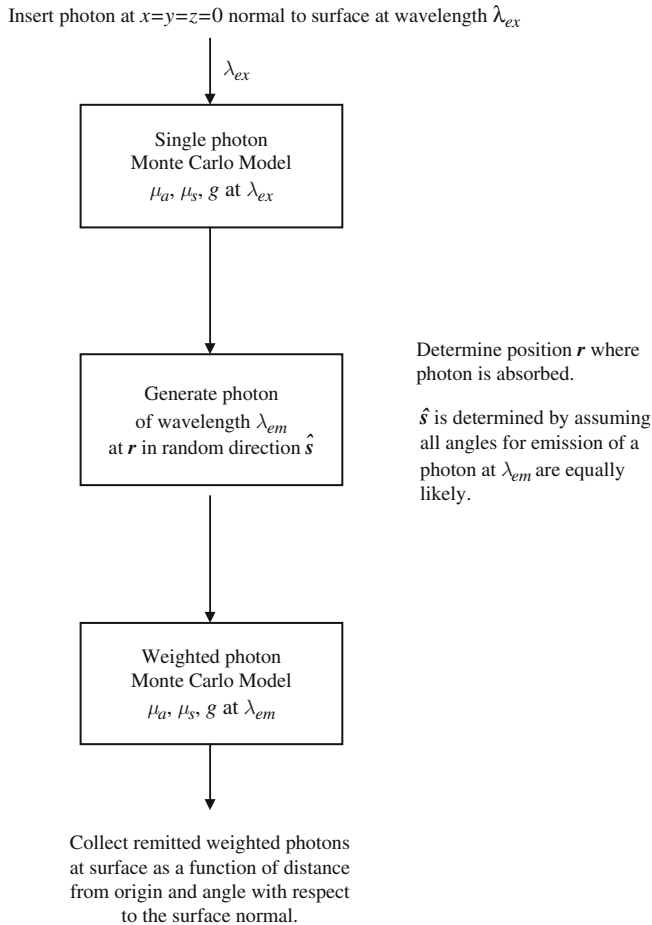 Insert photon at x=y=z=0 normal to surface at wavelength λex
λex
Single photon
Monte Carlo Model
μa, μs, g at λex
Generate photon
of wavelength λem
at r in random direction ŝ
Determine position r where
photon is absorbed.
ŝ is determined by assuming
all angles for emission of a
photon at λem are equally
likely.
Weighted photon
Monte Carlo Model
μa, μs, g at λem
Collect remitted weighted photons
at surface as a function of distance
from origin and angle with respect
to the surface normal.